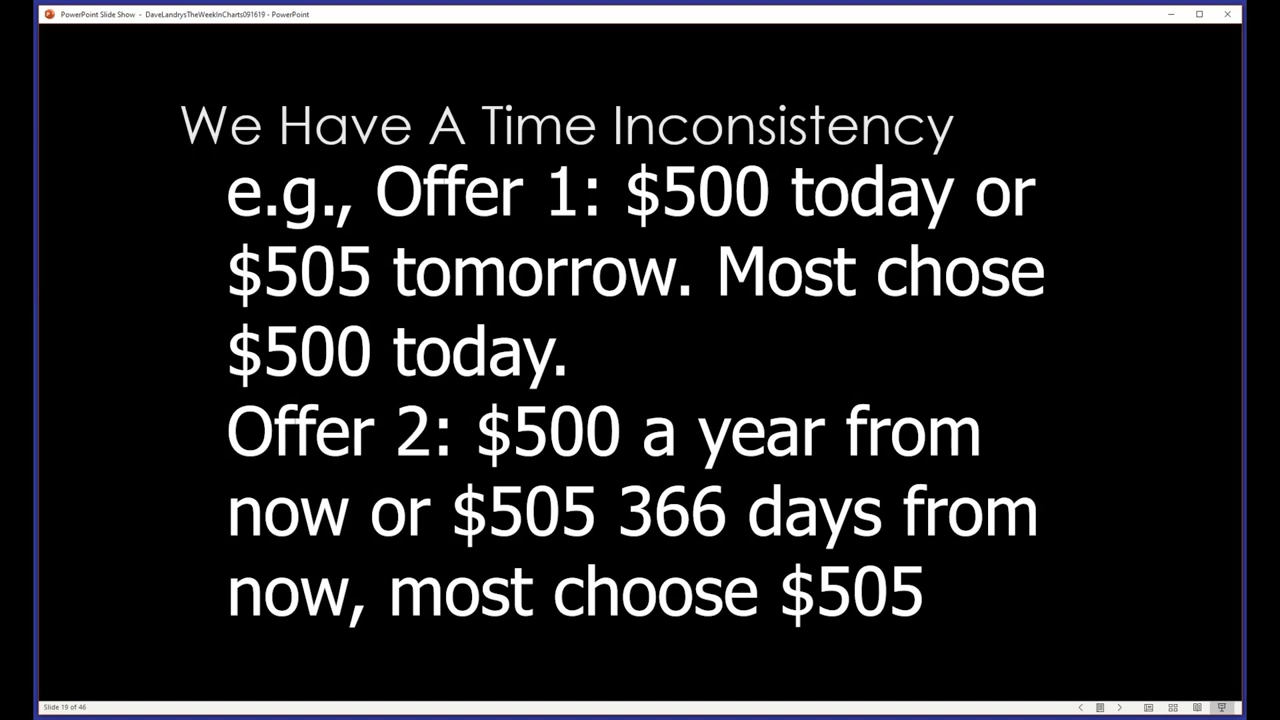 PowerPoint Slide Show - DaveLandrysTheWeekInCharts091619 - PowerPoint
We Have A Time Inconsistency
e.g., Offer 1: $500 today or
$505 tomorrow. Most chose
$500 today.
Offer 2: $500 a year from
now or $505 366 days from
now, most choose $505
Slide 19 of 46